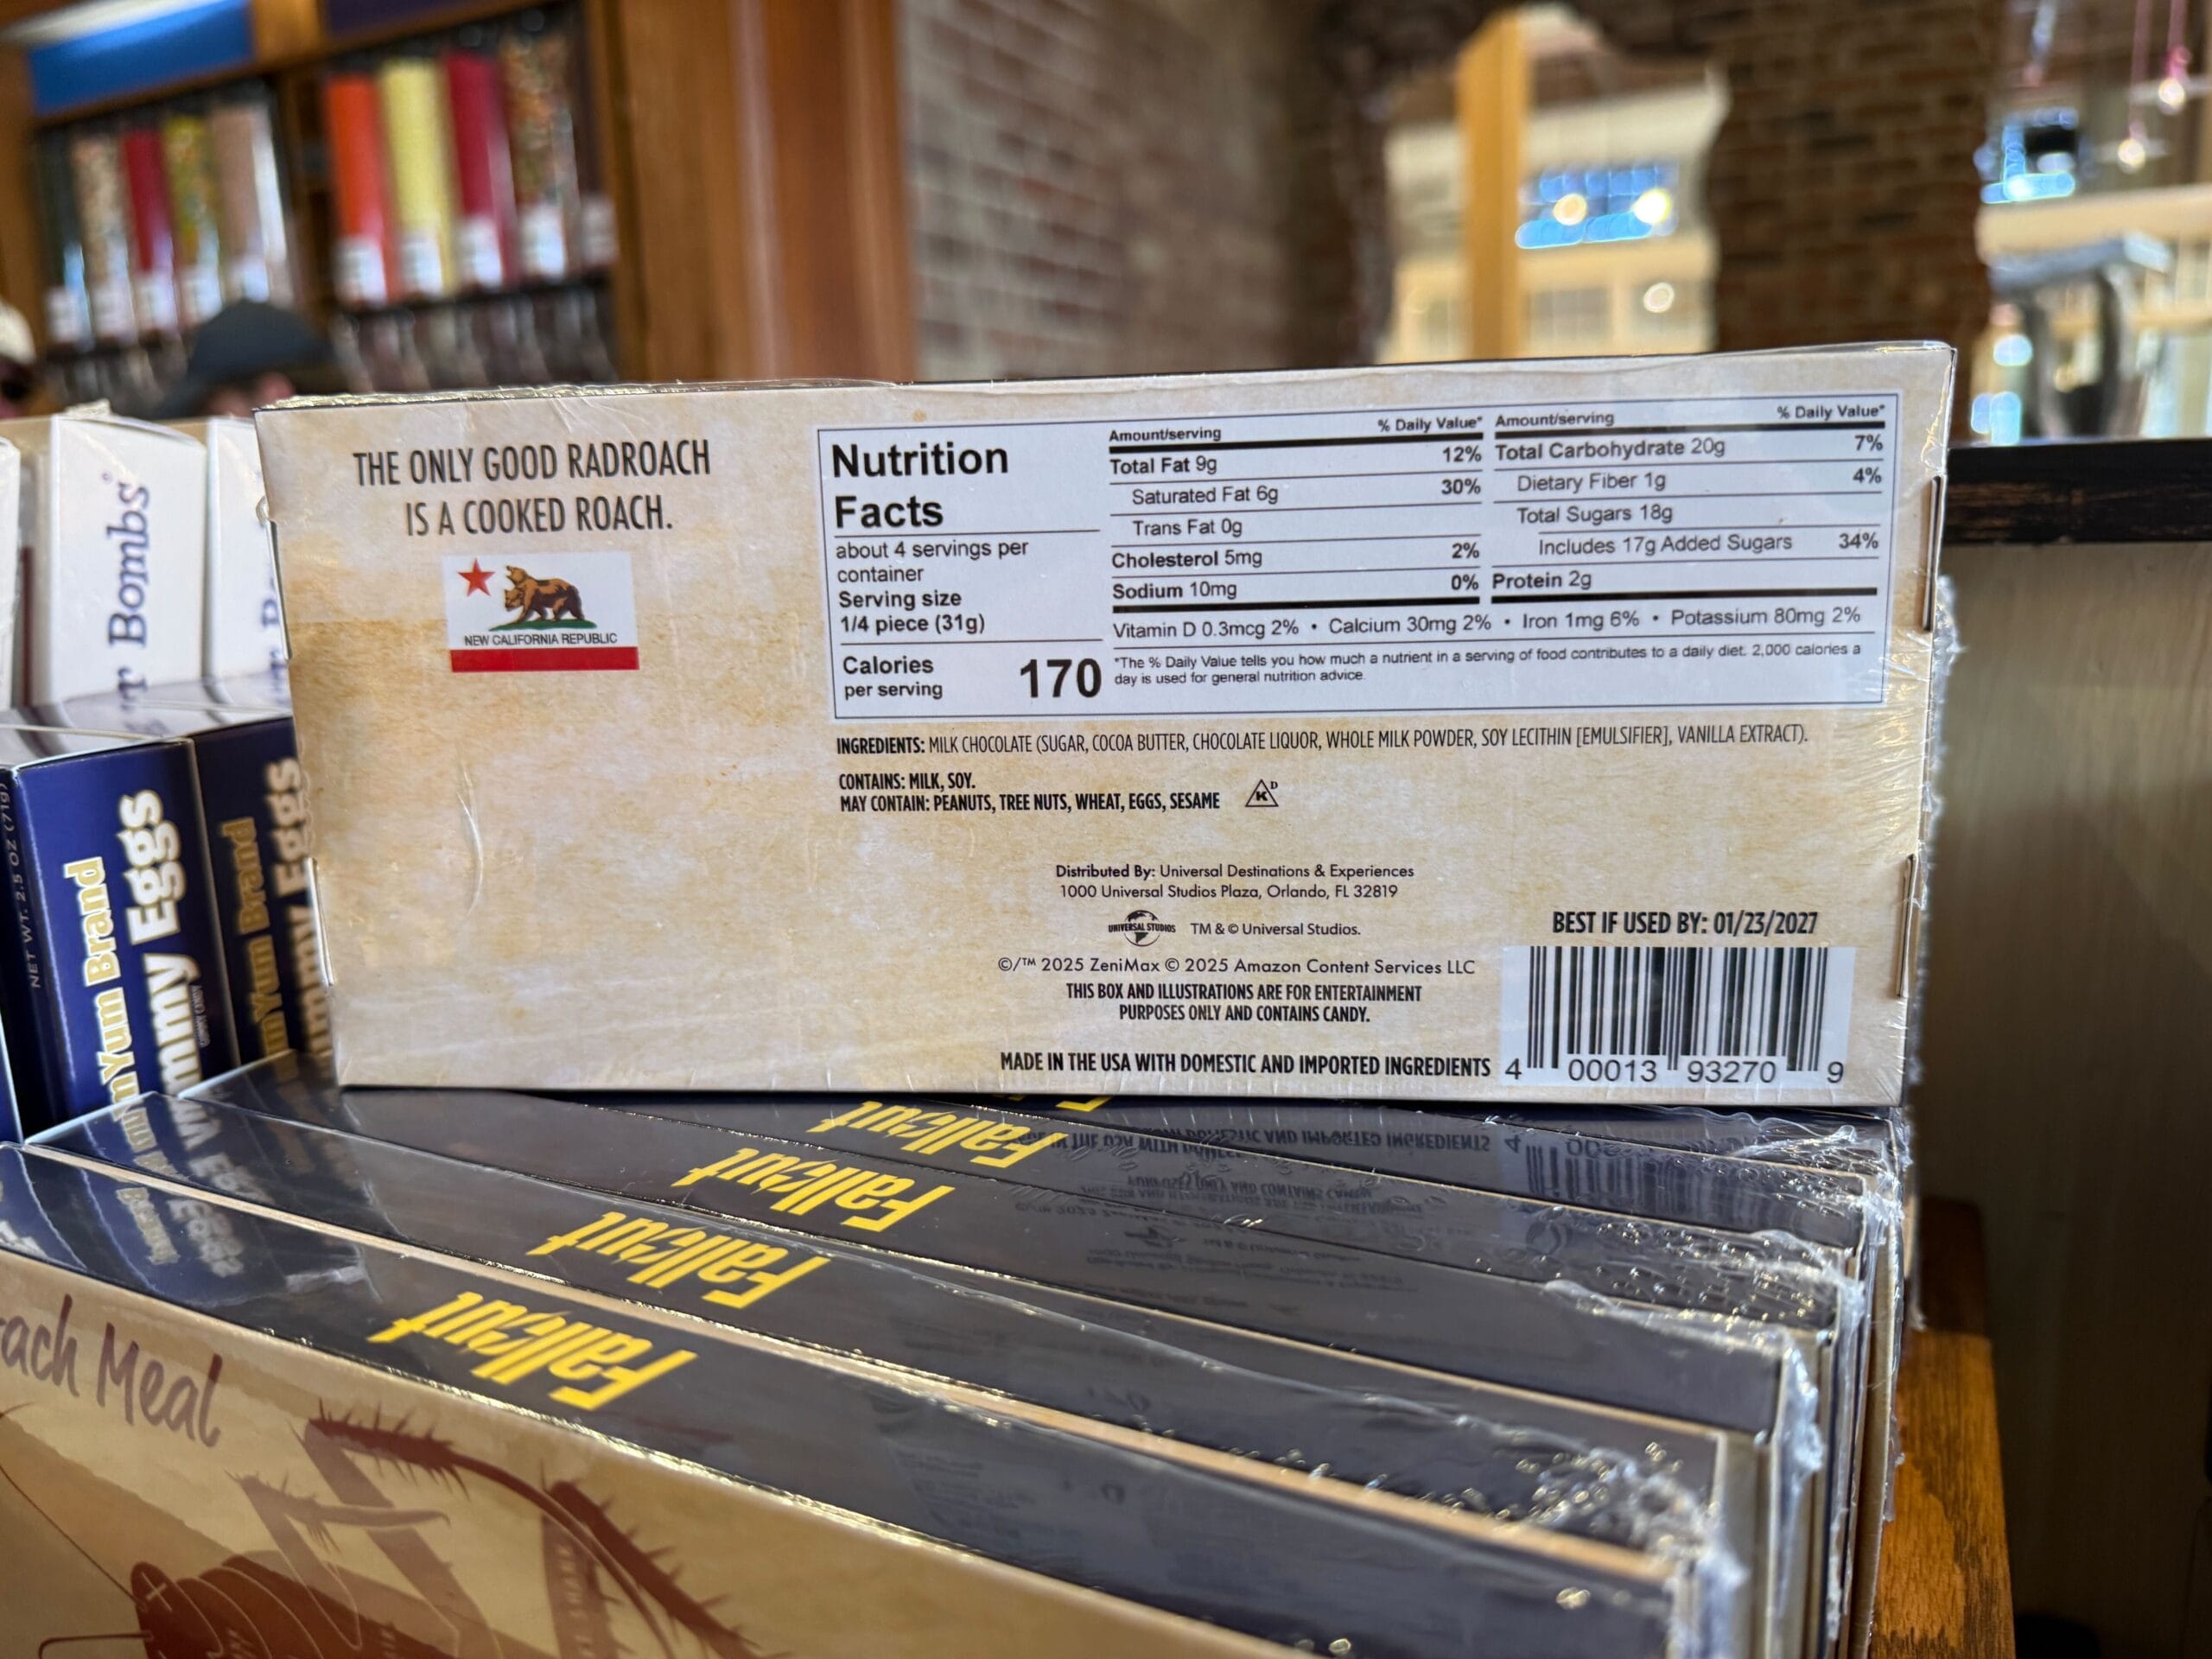 THE ONLY GOOD RADROACH
IS A COOKED ROACH.
NEW CALIFORNIA REPUBLIC
Nutrition
Facts
about 4 servings per
container
Serving size
1/4 piece (31g)
Calories
per serving
170
Amount/serving % Daily Value*
Total Fat 9g 12%
Saturated Fat 6g 30%
Trans Fat 0g
Cholesterol 5mg 2%
Sodium 10mg 0%
Amount/serving % Daily Value*
Total Carbohydrate 20g 7%
Dietary Fiber 1g 4%
Total Sugars 18g
Includes 17g Added Sugars 34%
Protein 2g
Vitamin D 0.3mcg 2% • Calcium 30mg 2% • Iron 1mg 6% • Potassium 80mg 2%
*The % Daily Value tells you how much a nutrient in a serving of food contributes to a daily diet. 2,000 calories a
day is used for general nutrition advice.
INGREDIENTS: MILK CHOCOLATE (SUGAR, COCOA BUTTER, CHOCOLATE LIQUOR, WHOLE MILK POWDER, SOY LECITHIN [EMULSIFIER], VANILLA EXTRACT).
CONTAINS: MILK, SOY.
MAY CONTAIN: PEANUTS, TREE NUTS, WHEAT, EGGS, SESAME
K D
Distributed By: Universal Destinations & Experiences
1000 Universal Studios Plaza, Orlando, FL 32819
UNIVERSAL STUDIOS TM & © Universal Studios.
©/™ 2025 ZeniMax © 2025 Amazon Content Services LLC
THIS BOX AND ILLUSTRATIONS ARE FOR ENTERTAINMENT
PURPOSES ONLY AND CONTAINS CANDY.
MADE IN THE USA WITH DOMESTIC AND IMPORTED INGREDIENTS
BEST IF USED BY: 01/23/2027
4 00013 93270 9
Bombs
NET WT. 2.5 OZ (71g)
Brand
Eggs
Brand
Fallout
Fallout
Fallout
Fallout
Meal